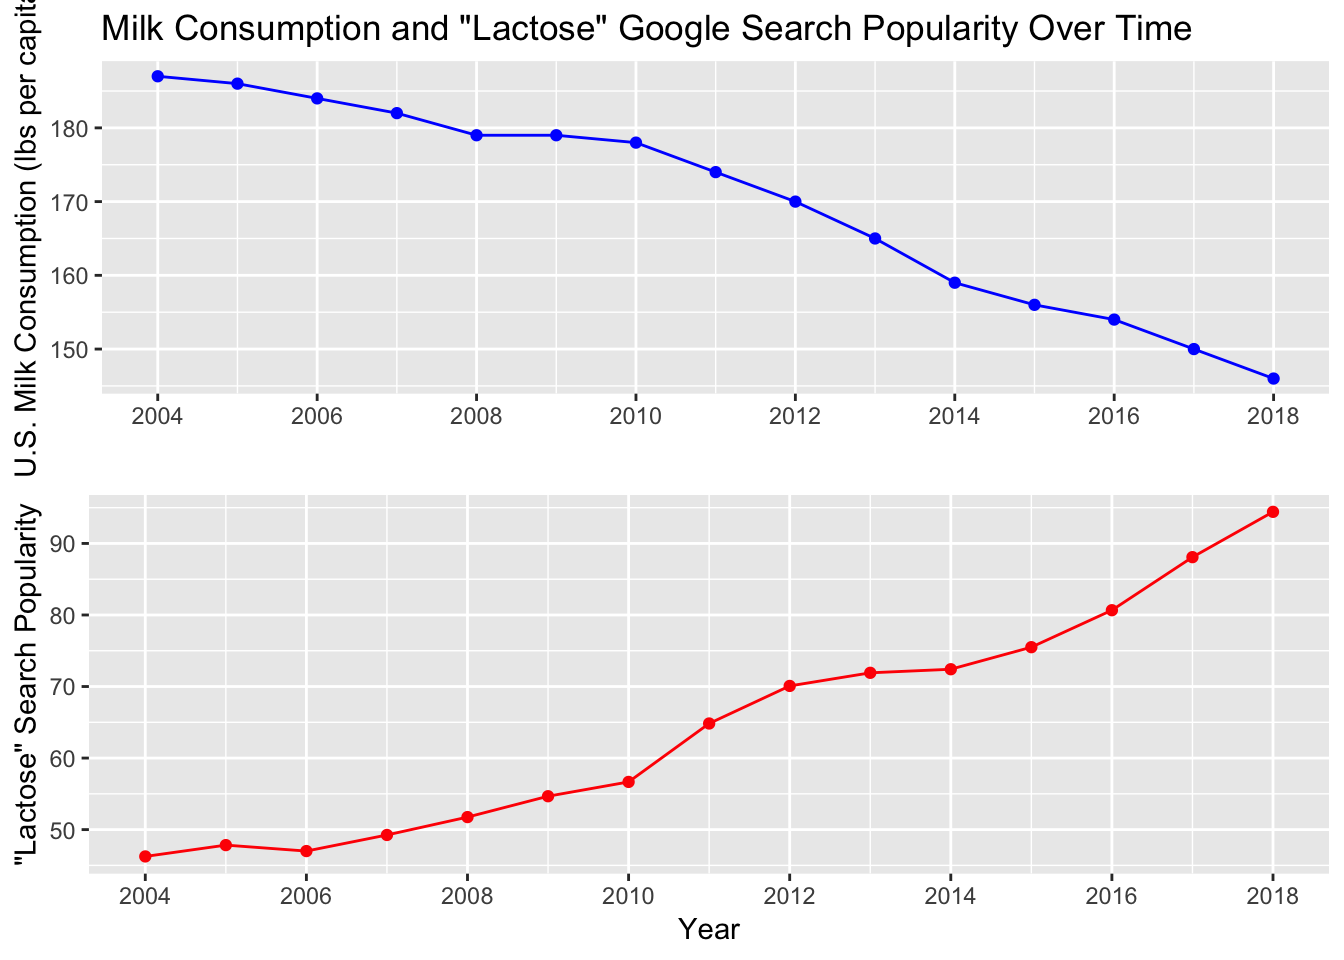 Milk Consumption and "Lactose" Google Search Popularity Over Time
U.S. Milk Consumption (lbs per capita
180
170
160
150
2004 2006 2008 2010 2012 2014 2016 2018
"Lactose" Search Popularity
90
80
70
60
50
2004 2006 2008 2010 2012 2014 2016 2018
Year